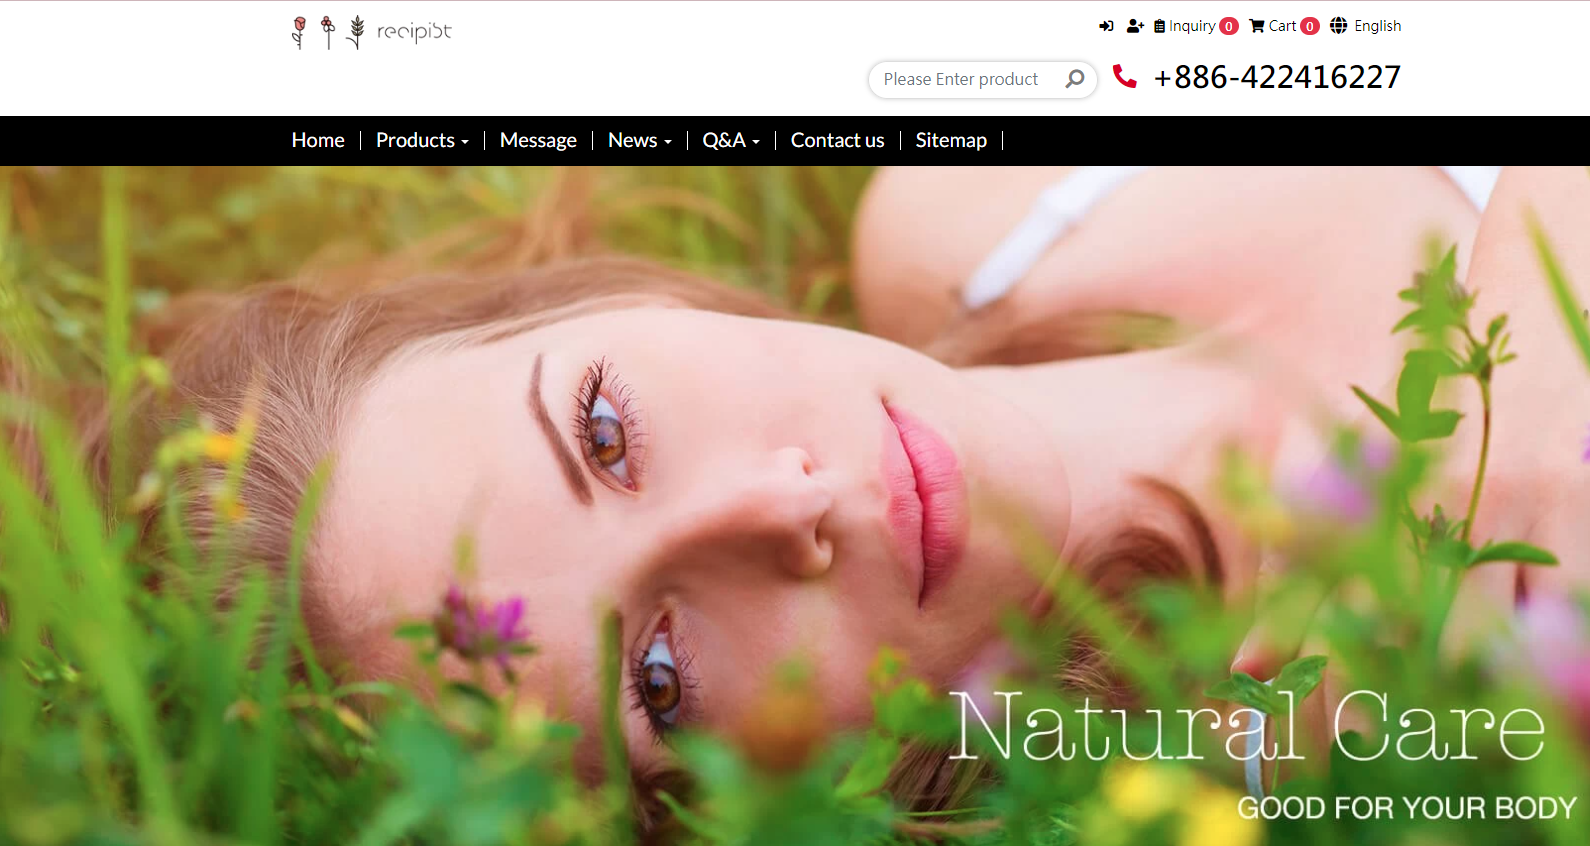 recipist
Inquiry 0 Cart 0 English
Please Enter product
+886-422416227
Home Products Message News Q&A Contact us Sitemap
Natural Care
GOOD FOR YOUR BODY